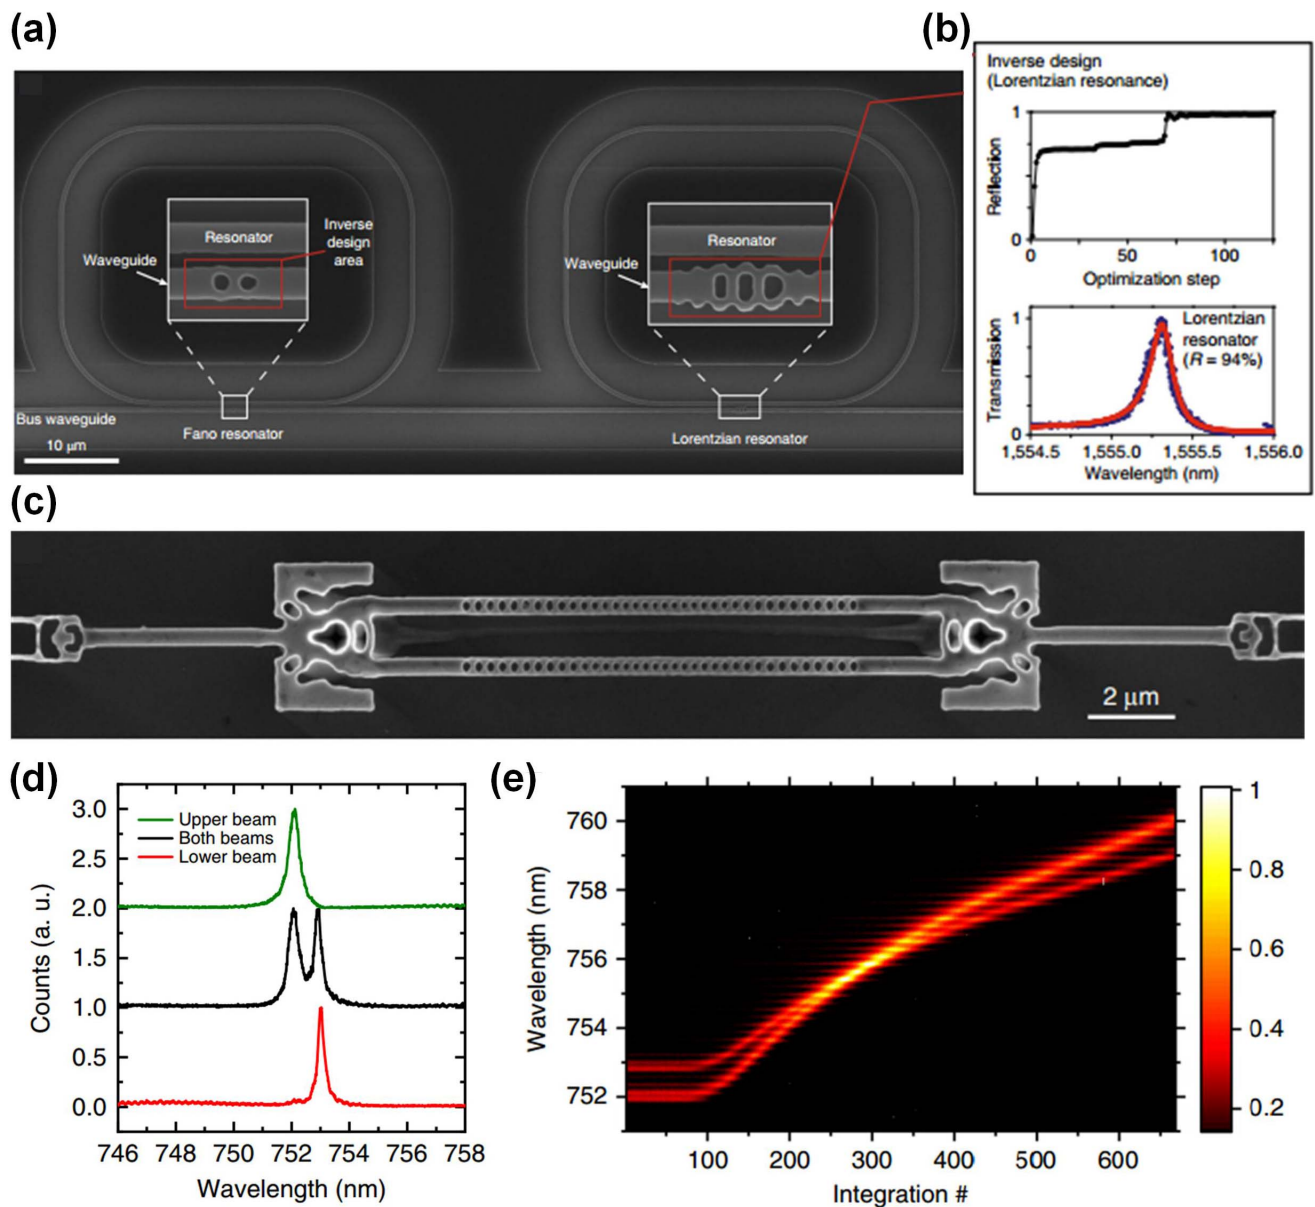 (a)
(b)
Resonator
Inverse
design
area
Waveguide
Bus waveguide
10 μm
Fano resonator
Resonator
Waveguide
Lorentzian resonator
Inverse design
(Lorentzian resonance)
1
Reflection
0
0
50
100
Optimization step
1
Transmission
0
Lorentzian
resonator
(R = 94%)
1,554.5
1,555.0
1,555.5
1,556.0
Wavelength (nm)
(c)
2 μm
(d)
3.0
2.5
2.0
1.5
1.0
0.5
0.0
Counts (a. u.)
Upper beam
Both beams
Lower beam
746 748 750 752 754 756 758
Wavelength (nm)
(e)
760
758
756
754
752
Wavelength (nm)
100 200 300 400 500 600
Integration #
1
0.8
0.6
0.4
0.2